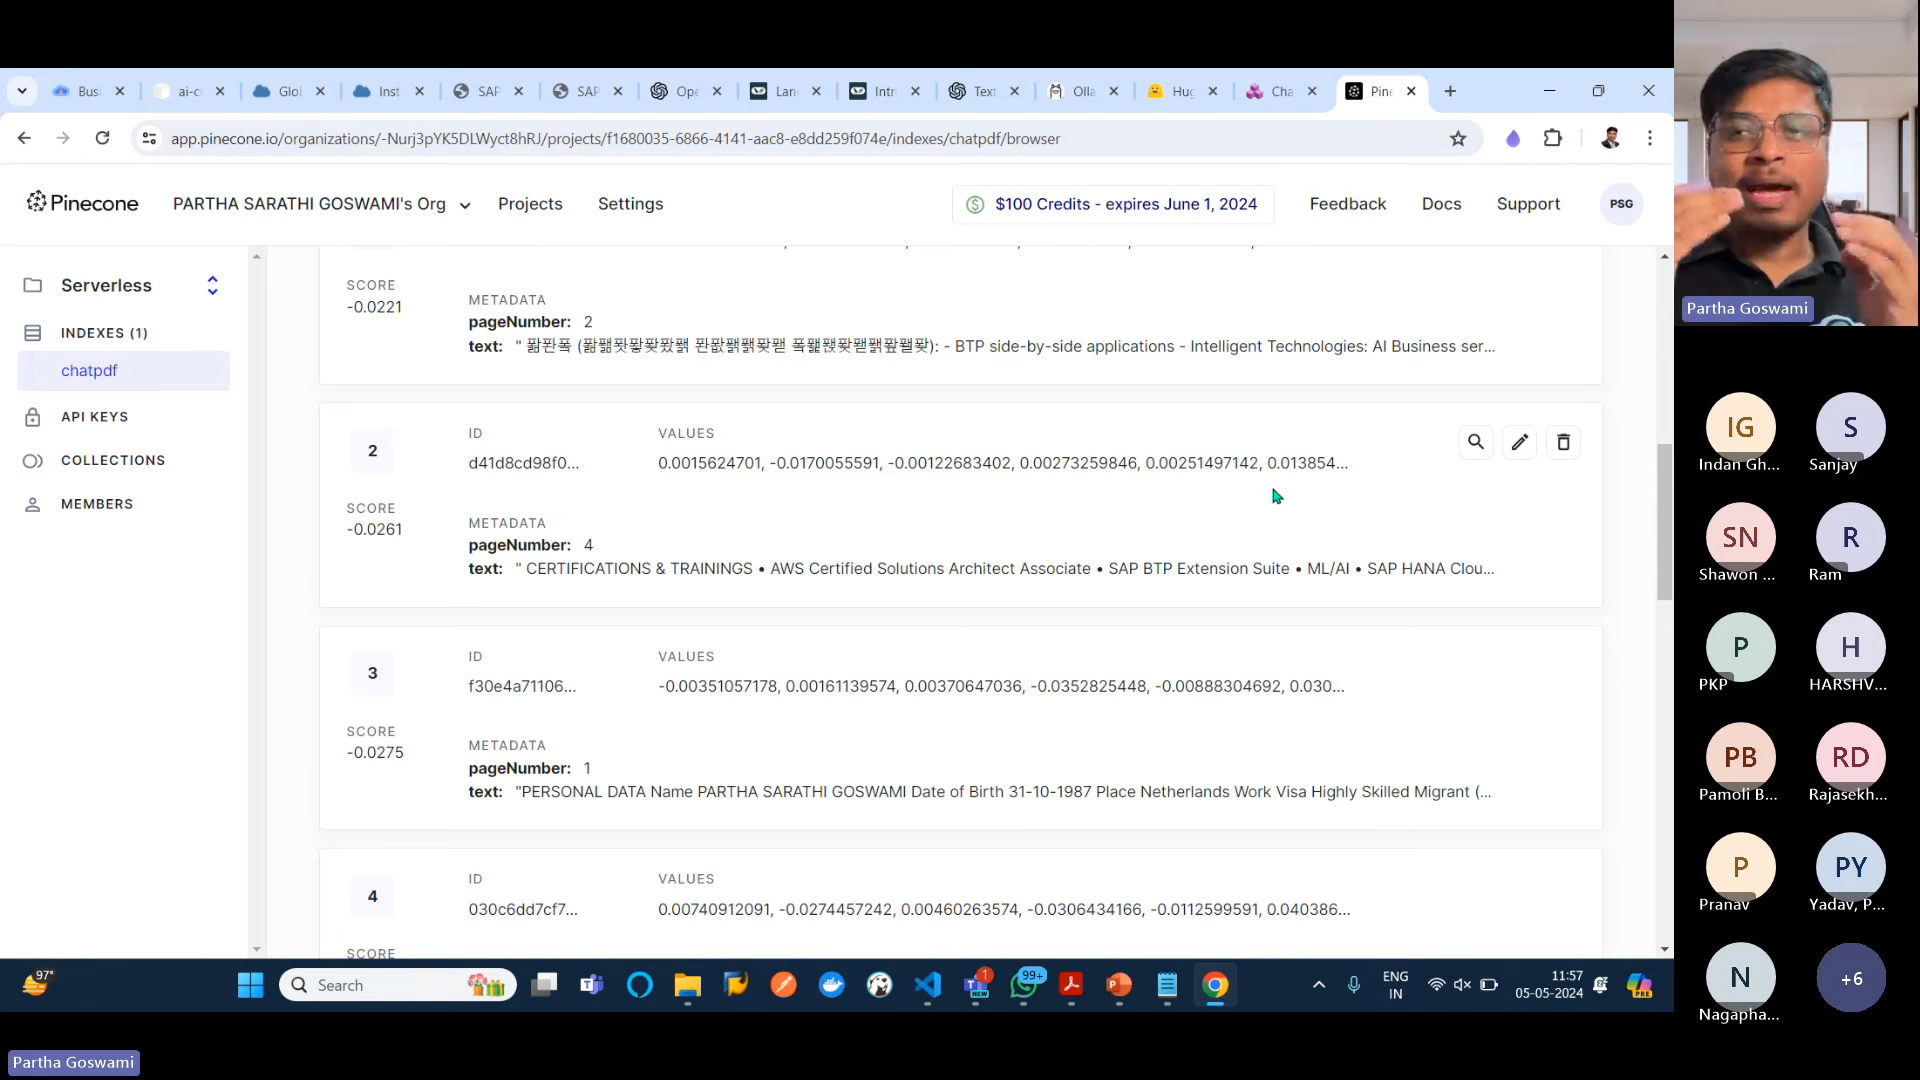 Busi
ai-c
Glol
Inst
SAP
SAP
Ope
Lan
Intr
Text
Olla
Hug
Cha
Pine
app.pinecone.io/organizations/-Nurj3pYK5DLWyct8hRJ/projects/f1680035-6866-4141-aac8-e8dd259f074e/indexes/chatpdf/browser
Pinecone
PARTHA SARATHI GOSWAMI's Org
Projects
Settings
$100 Credits - expires June 1, 2024
Feedback
Docs
Support
PSG
Serverless
INDEXES (1)
chatpdf
API KEYS
COLLECTIONS
MEMBERS
SCORE
-0.0221
METADATA
pageNumber: 2
- BTP side-by-side applications - Intelligent Technologies: AI Business ser...
2
ID
d41d8cd98f0...
VALUES
0.0015624701, -0.0170055591, -0.00122683402, 0.00273259846, 0.00251497142, 0.013854...
SCORE
-0.0261
METADATA
pageNumber: 4
text: " CERTIFICATIONS & TRAININGS • AWS Certified Solutions Architect Associate • SAP BTP Extension Suite • ML/AI • SAP HANA Clou...
3
ID
f30e4a71106...
VALUES
-0.00351057178, 0.00161139574, 0.00370647036, -0.0352825448, -0.00888304692, 0.030...
SCORE
-0.0275
METADATA
pageNumber: 1
text: "PERSONAL DATA Name PARTHA SARATHI GOSWAMI Date of Birth 31-10-1987 Place Netherlands Work Visa Highly Skilled Migrant (...
4
ID
030c6dd7cf7...
VALUES
0.00740912091, -0.0274457242, 0.00460263574, -0.0306434166, -0.0112599591, 0.040386...
SCORE
97°
Search
1
NEW
99+
ENG
IN
11:57
05-05-2024
PRE
Partha Goswami
Partha Goswami
IG
Indan Gh...
S
Sanjay
SN
Shawon ...
R
Ram
P
PKP
H
HARSHV...
PB
Pamoli B...
RD
Rajasekh...
P
Pranav
PY
Yadav, P...
N
Nagapha...
+6